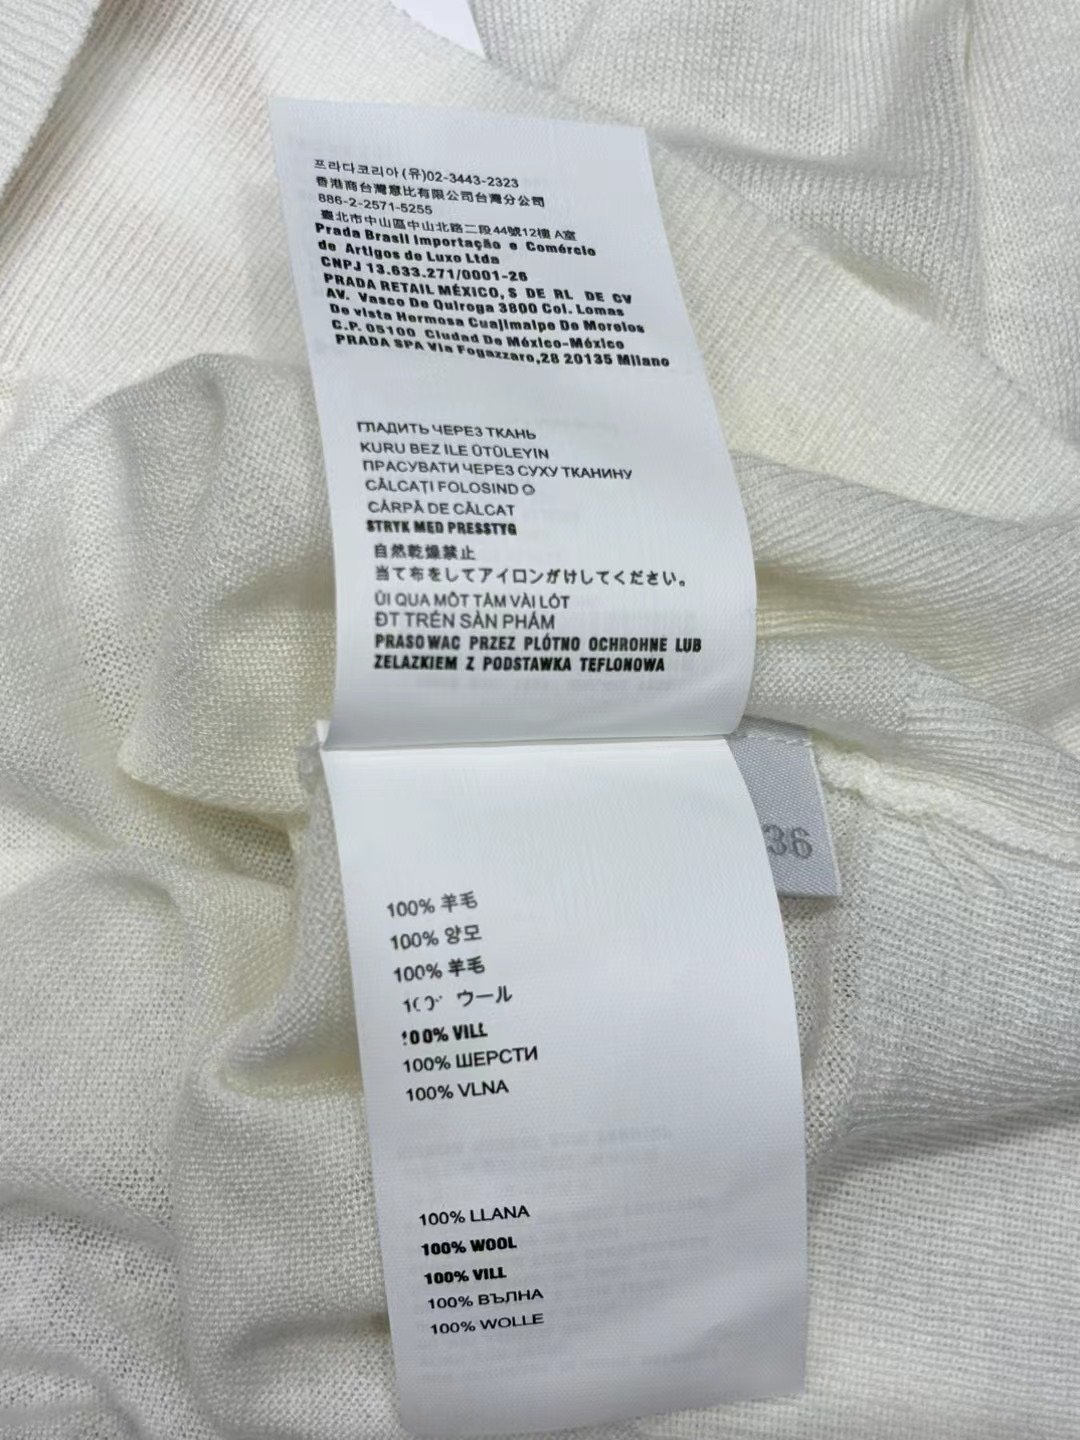 프라다코리아 (유)02-3443-2323
香港商台灣意比有限公司台灣分公司
886-2-2571-5255
臺北市中山區中山北路二段44號12樓 A室
Prada Brasil Importação e Comércio
de Artigos de Luxo Ltda
CNPJ 13.633.271/0001-26
PRADA RETAIL MÉXICO, S DE RL DE CV
AV. Vasco De Quiroga 3800 Col. Lomas
De vista Hermosa Cuajimalpe De Morelos
C.P. 05100 Ciudad De México-México
PRADA SPA Via Fogazzaro,28 20135 Milano
ГЛАДИТЬ ЧЕРЕЗ ТКАНЬ
KURU BEZ ILE ÜTÜLEYIN
ПРАСУВАТИ ЧЕРЕЗ СУХУ ТКАНИНУ
CĂLCAȚI FOLOSIND O
CÂRPĂ DE CĂLCAT
STRYK MED PRESSTYG
自然乾燥禁止
当て布をしてアイロンがけしてください。
ỦI QUA MỘT TẤM VẢI LÓT
ĐT TRÊN SẢN PHẨM
PRASOWAC PRZEZ PLÓTNO OCHROHNE LUB
ZELAZKIEM Z PODSTAWKA TEFLONOWA
36
100% 羊毛
100% 양모
100% 羊毛
ウール
100% VILL
100% ШЕРСТИ
100% VLNA
100% LLANA
100% WOOL
100% VILL
100% ВЪЛНА
100% WOLLE